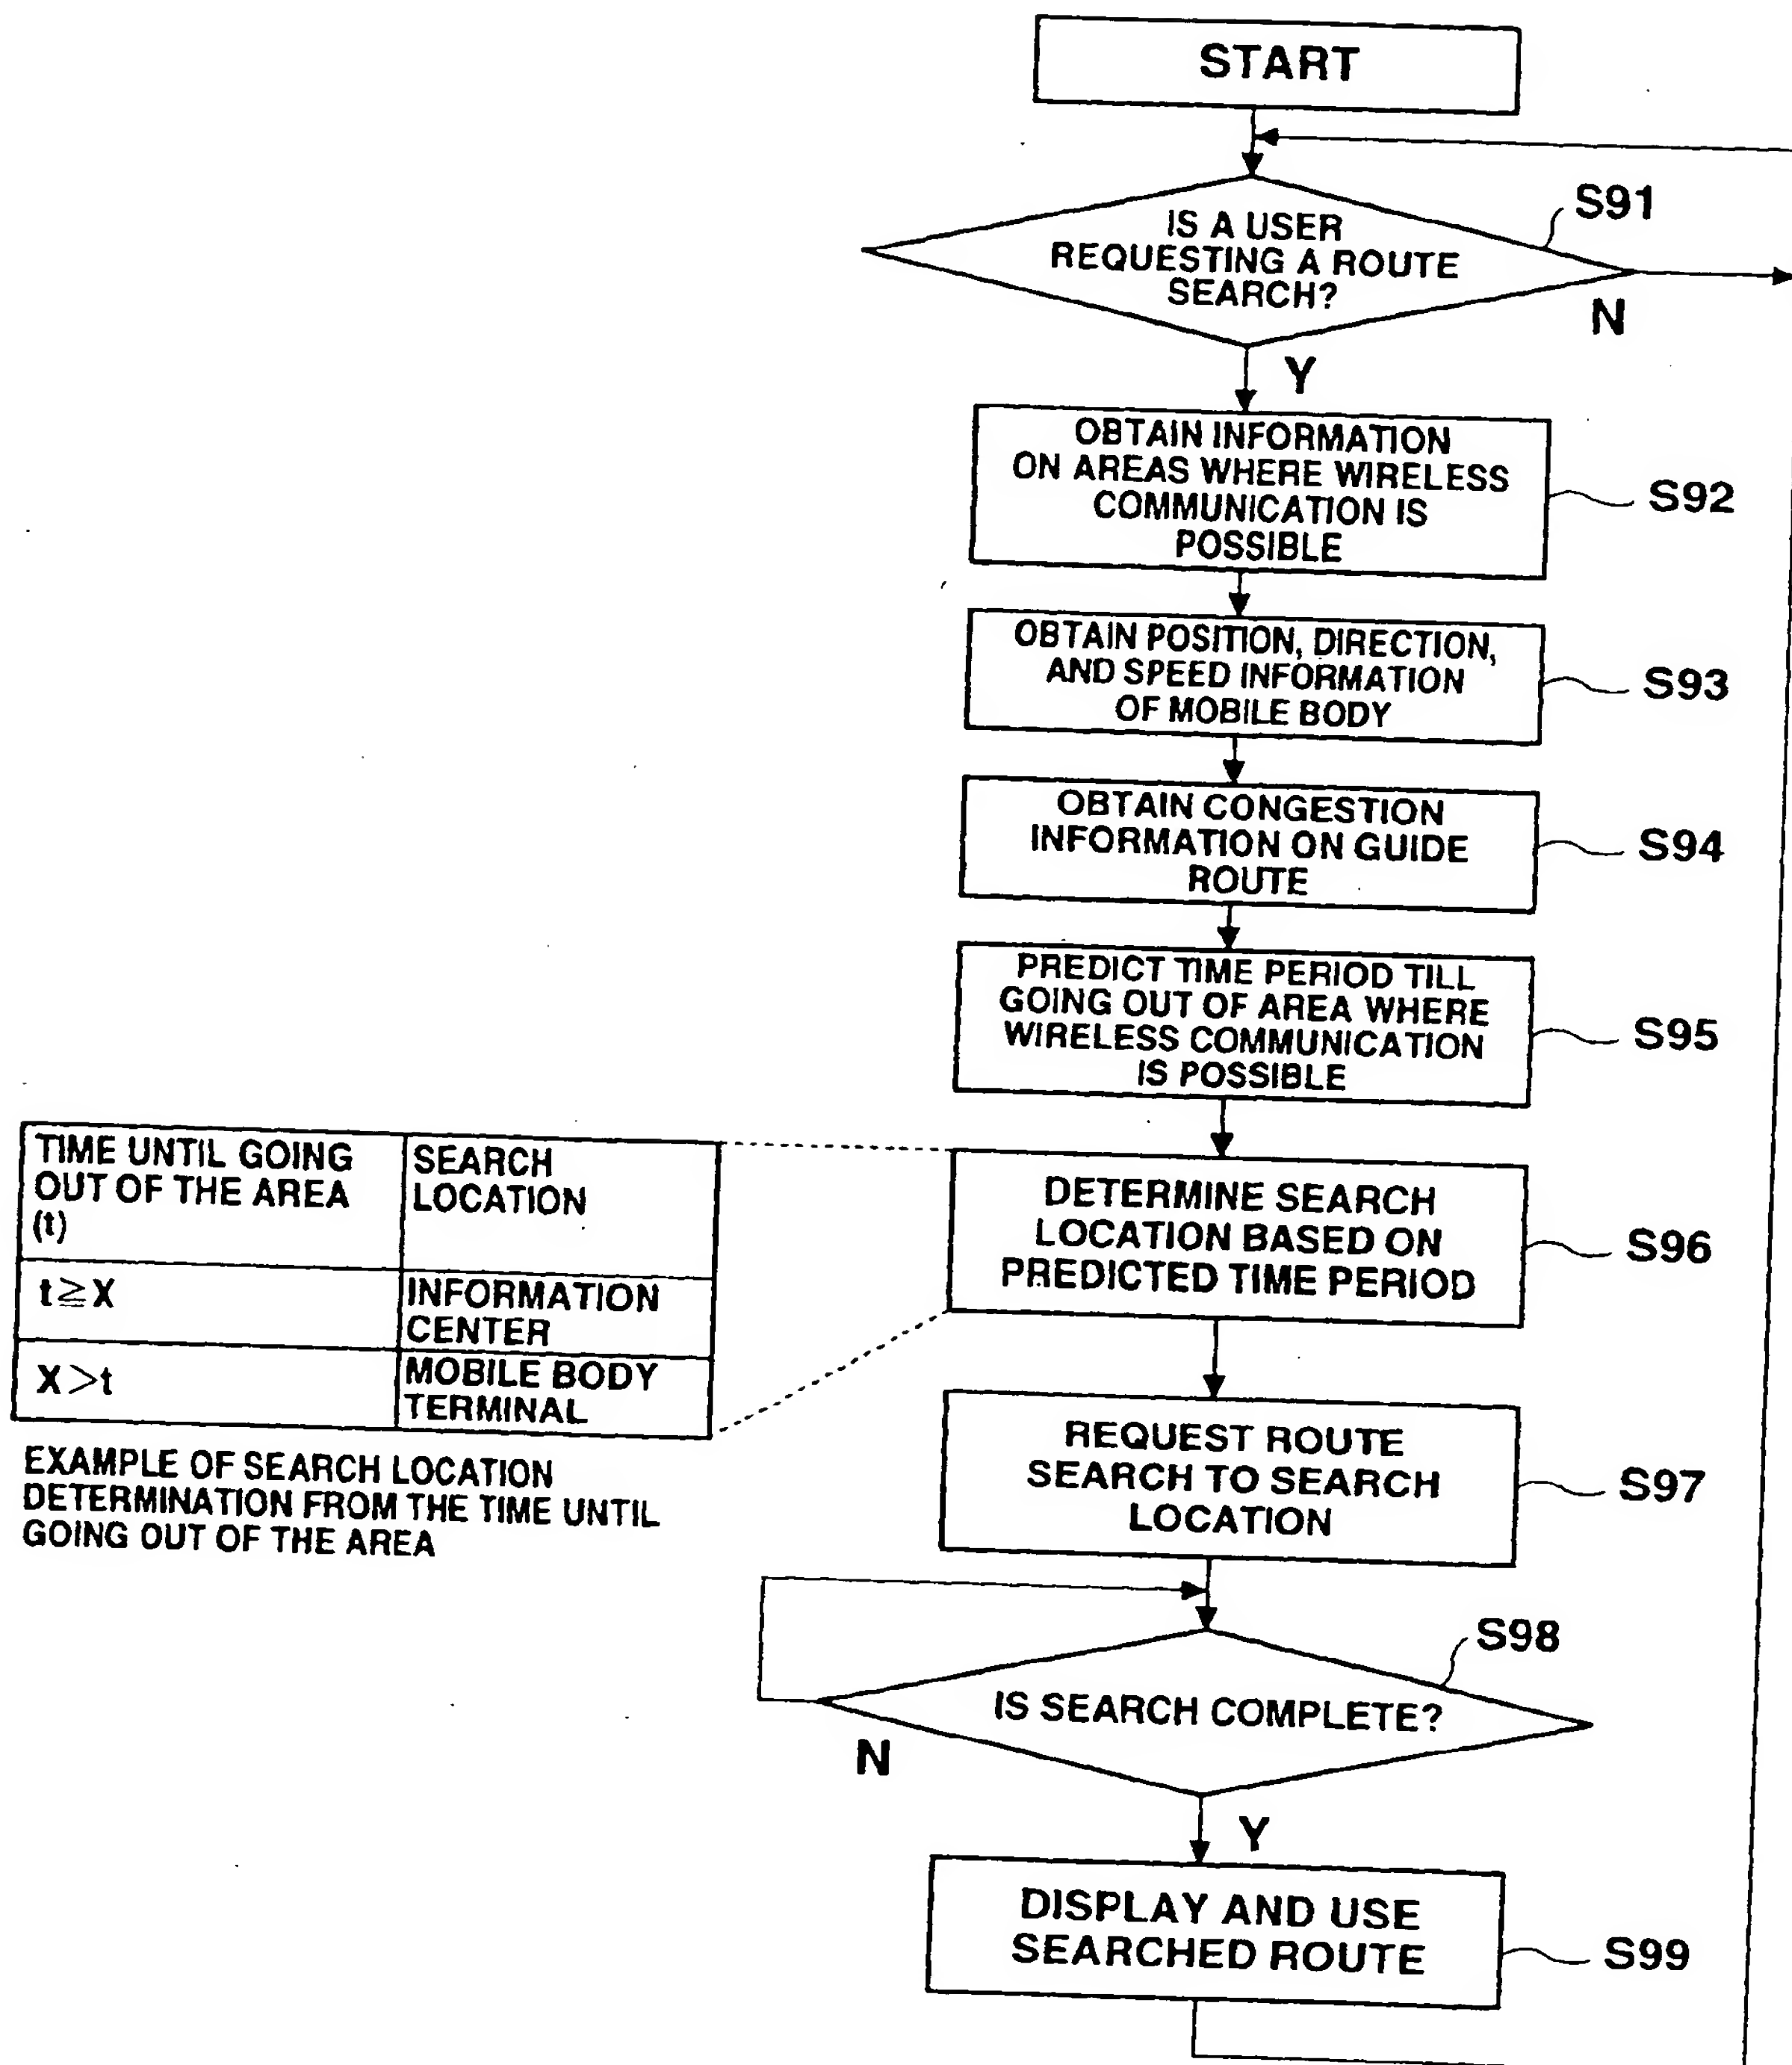 START
IS A USER
REQUESTING A ROUTE
SEARCH?
S91
N
Y
OBTAIN INFORMATION
ON AREAS WHERE WIRELESS
COMMUNICATION IS
POSSIBLE
S92
OBTAIN POSITION, DIRECTION,
AND SPEED INFORMATION
OF MOBILE BODY
S93
OBTAIN CONGESTION
INFORMATION ON GUIDE
ROUTE
S94
PREDICT TIME PERIOD TILL
GOING OUT OF AREA WHERE
WIRELESS COMMUNICATION
IS POSSIBLE
S95
TIME UNTIL GOING
OUT OF THE AREA
(t)
SEARCH
LOCATION
t≧X
INFORMATION
CENTER
X>t
MOBILE BODY
TERMINAL
EXAMPLE OF SEARCH LOCATION
DETERMINATION FROM THE TIME UNTIL
GOING OUT OF THE AREA
DETERMINE SEARCH
LOCATION BASED ON
PREDICTED TIME PERIOD
S96
REQUEST ROUTE
SEARCH TO SEARCH
LOCATION
S97
IS SEARCH COMPLETE?
S98
N
Y
DISPLAY AND USE
SEARCHED ROUTE
S99